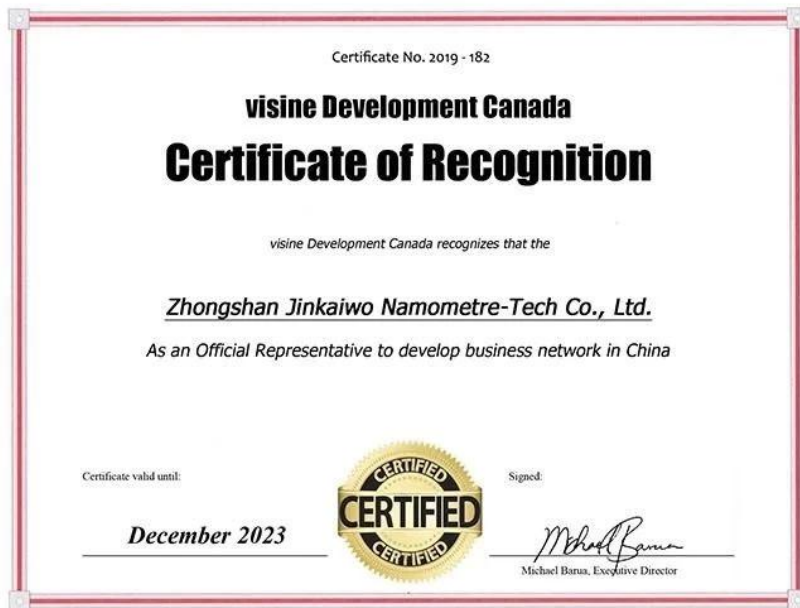 Certificate No. 2019 - 182
visine Development Canada
Certificate of Recognition
visine Development Canada recognizes that the
Zhongshan Jinkaiwo Namometre-Tech Co., Ltd.
As an Official Representative to develop business network in China
Certificate valid until:
December 2023
CERTIFIED
CERTIFIED
CERTIFIED
Signed:
Michael Barua
Michael Barua, Executive Director